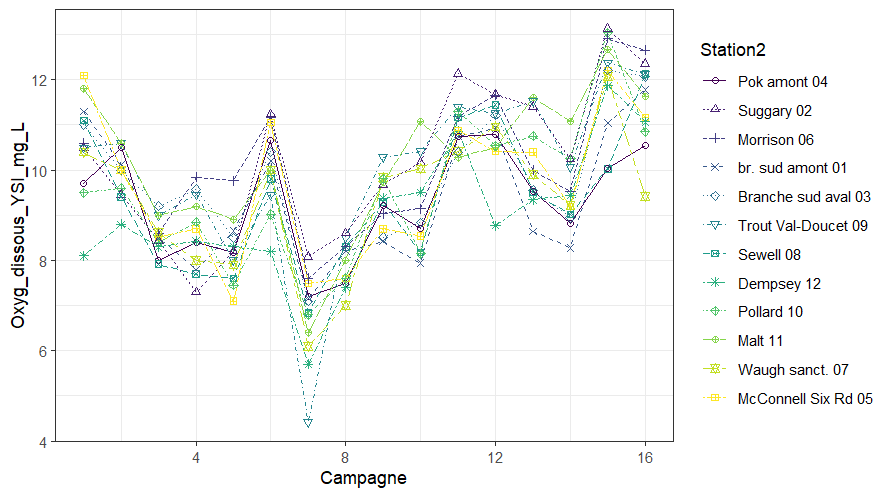 Oxyg_dissous_YSI_mg_L
12
10
8
6
4
4 8 12 16
Campagne
Station2
Pok amont 04
Suggary 02
Morrison 06
br. sud amont 01
Branche sud aval 03
Trout Val-Doucet 09
Sewell 08
Dempsey 12
Pollard 10
Malt 11
Waugh sanct. 07
McConnell Six Rd 05